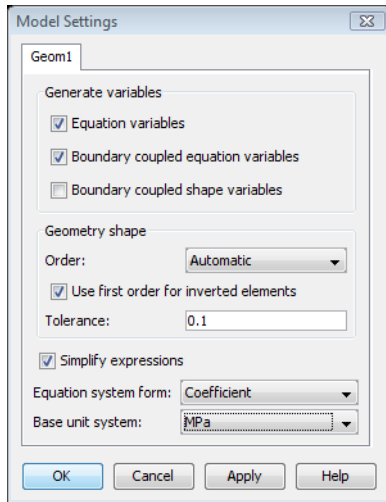 Model Settings
Geom1
Generate variables
Equation variables
Boundary coupled equation variables
Boundary coupled shape variables
Geometry shape
Order: Automatic
Use first order for inverted elements
Tolerance: 0.1
Simplify expressions
Equation system form: Coefficient
Base unit system: MPa
OK Cancel Apply Help